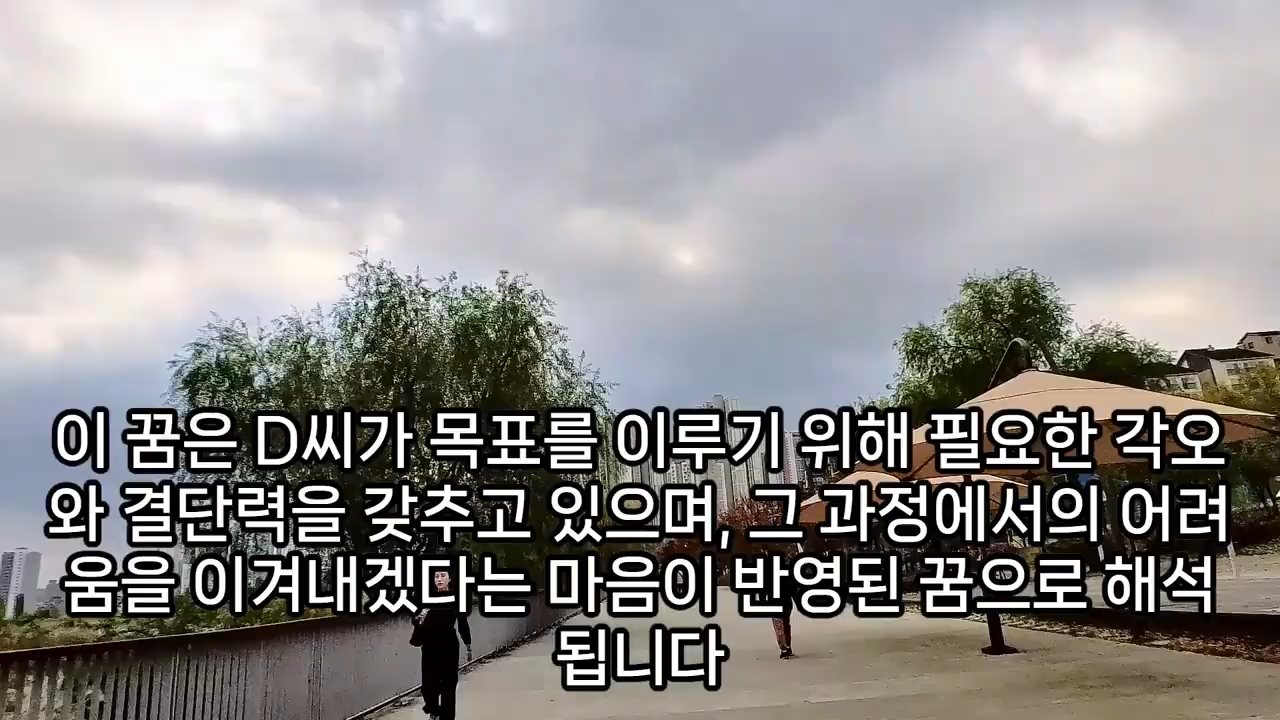 이 꿈은 D씨가 목표를 이루기 위해 필요한 각오
와 결단력을 갖추고 있으며, 그 과정에서의 어려
움을 이겨내겠다는 마음이 반영된 꿈으로 해석
됩니다